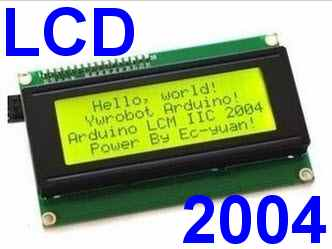 LCD
Hello, world!
Ywrobot Arduino!
Arduino LCM IIC 2004
Power By Ec-yuan!
2004